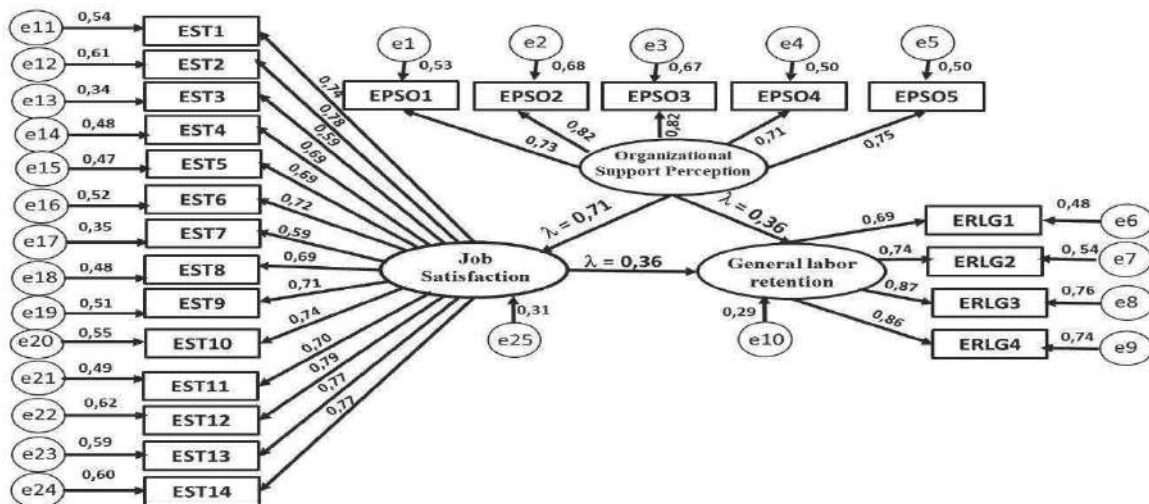 e11 0,54 EST1
e12 0,61 EST2
e13 0,34 EST3
e14 0,48 EST4
e15 0,47 EST5
e16 0,52 EST6
e17 0,35 EST7
e18 0,48 EST8
e19 0,51 EST9
e20 0,55 EST10
e21 0,49 EST11
e22 0,62 EST12
e23 0,59 EST13
e24 0,60 EST14
0,74
0,78
0,59
0,69
0,69
0,72
0,59
0,69
0,71
0,74
0,70
0,79
0,77
0,77
e1 e2 e3 e4 e5
0,53 0,68 0,67 0,50 0,50
EPSO1 EPSO2 EPSO3 EPSO4 EPSO5
0,73 0,82 0,82 0,71 0,75
Organizational
Support Perception
λ = 0,71
λ = 0,36
Job
Satisfaction
λ = 0,36
General labor
retention
0,31
e25
0,29
e10
0,69 ERLG1 0,48 e6
0,74 ERLG2 0,54 e7
0,87 ERLG3 0,76 e8
0,86 ERLG4 0,74 e9